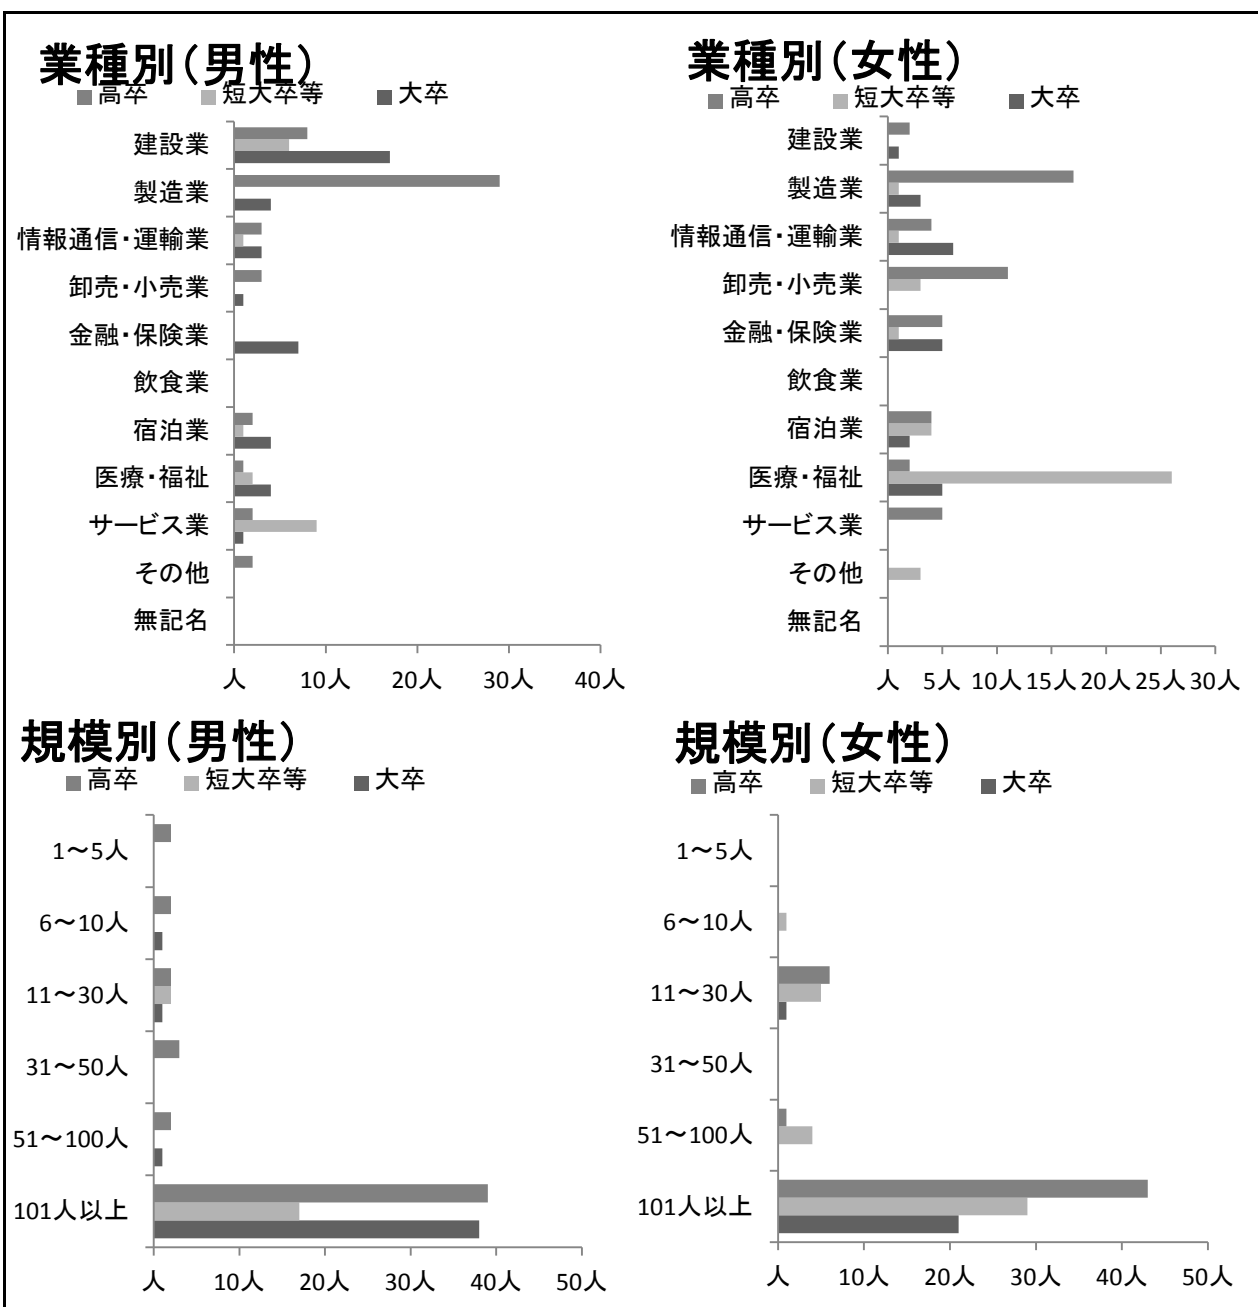 業種別（男性）
高卒 短大卒等 大卒
建設業
製造業
情報通信・運輸業
卸売・小売業
金融・保険業
飲食業
宿泊業
医療・福祉
サービス業
その他
無記名
人 10人 20人 30人 40人
業種別（女性）
高卒 短大卒等 大卒
建設業
製造業
情報通信・運輸業
卸売・小売業
金融・保険業
飲食業
宿泊業
医療・福祉
サービス業
その他
無記名
人 5人 10人 15人 20人 25人 30人
規模別（男性）
高卒 短大卒等 大卒
1～5人
6～10人
11～30人
31～50人
51～100人
101人以上
人 10人 20人 30人 40人 50人
規模別（女性）
高卒 短大卒等 大卒
1～5人
6～10人
11～30人
31～50人
51～100人
101人以上
人 10人 20人 30人 40人 50人